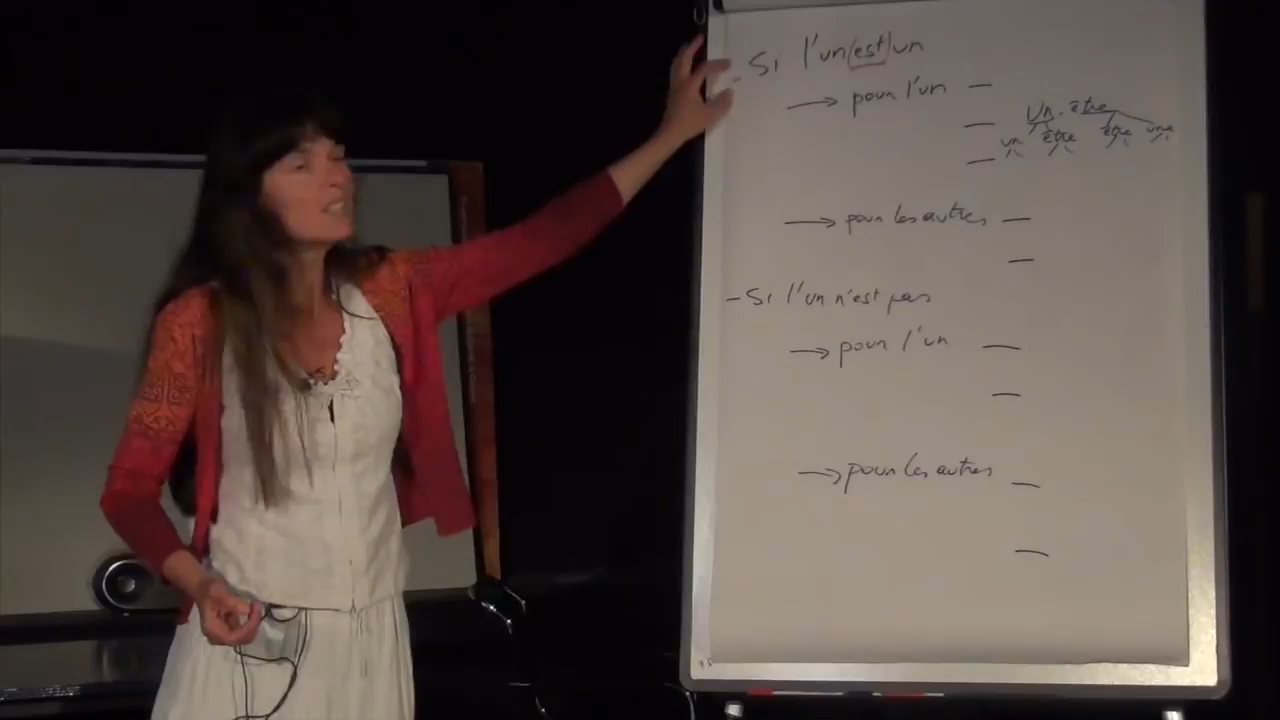 - Si l'un (est) un
→ pour l'un —
—
—
Un - être
un être être une
→ pour les autres —
—
- Si l'un n'est pas
→ pour l'un —
—
→ pour les autres —
—